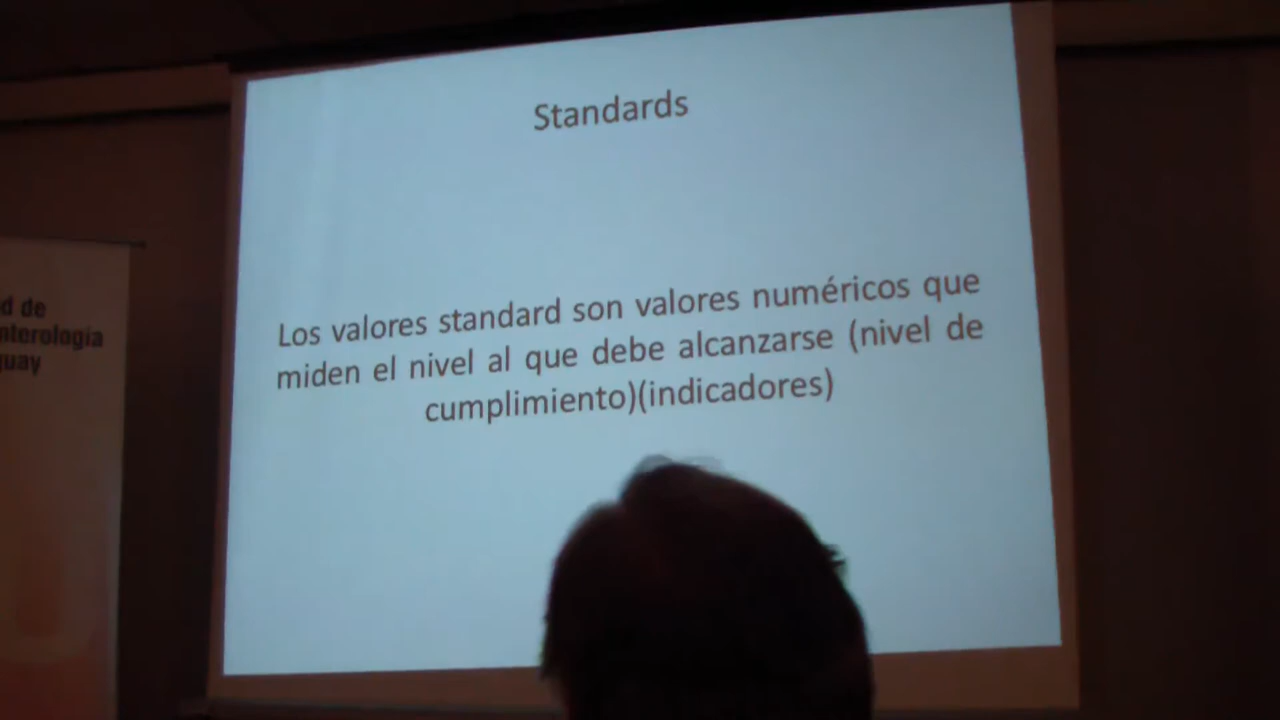 Standards
Los valores standard son valores numéricos que
miden el nivel al que debe alcanzarse (nivel de
cumplimiento)(indicadores)
d de
nterología
guay